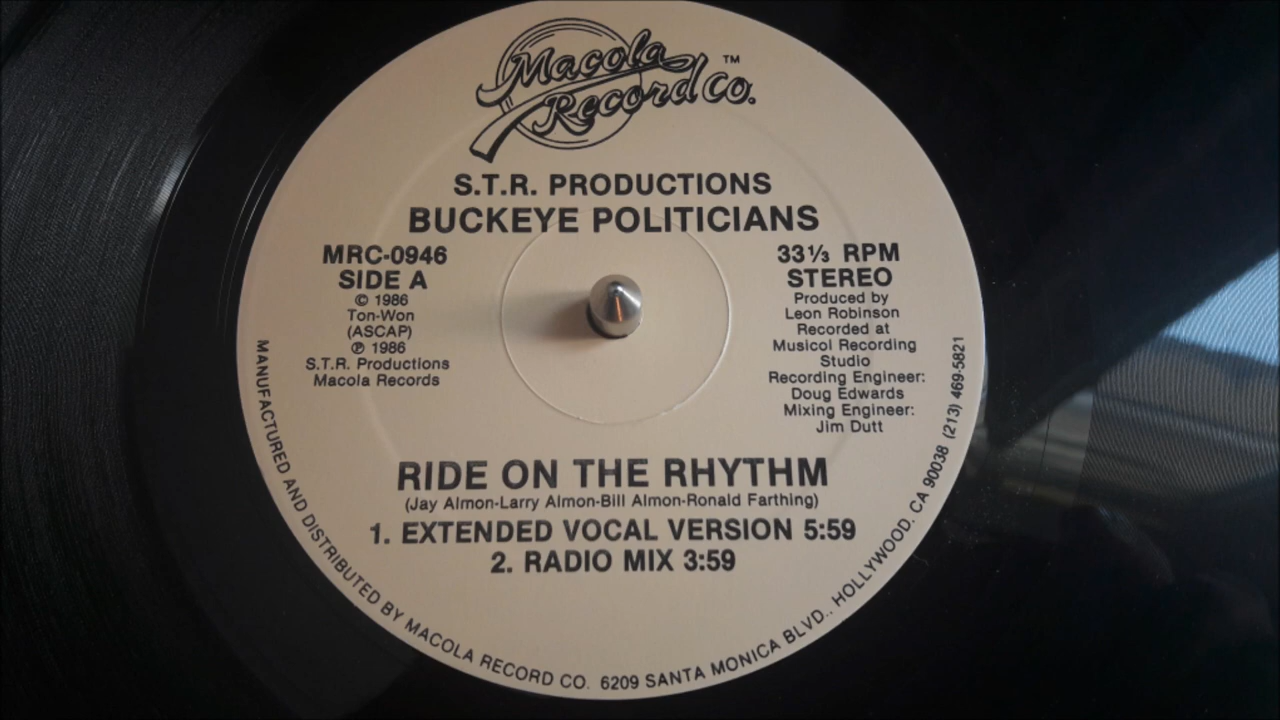 Macola
Record Co.™
S.T.R. PRODUCTIONS
BUCKEYE POLITICIANS
MRC-0946
SIDE A
© 1986
Ton-Won
(ASCAP)
℗ 1986
S.T.R. Productions
Macola Records
33⅓ RPM
STEREO
Produced by
Leon Robinson
Recorded at
Musicol Recording
Studio
Recording Engineer:
Doug Edwards
Mixing Engineer:
Jim Dutt
RIDE ON THE RHYTHM
(Jay Almon-Larry Almon-Bill Almon-Ronald Farthing)
1. EXTENDED VOCAL VERSION 5:59
2. RADIO MIX 3:59
MANUFACTURED AND DISTRIBUTED BY MACOLA RECORD CO. 6209 SANTA MONICA BLVD., HOLLYWOOD. CA 90038 (213) 469-5821